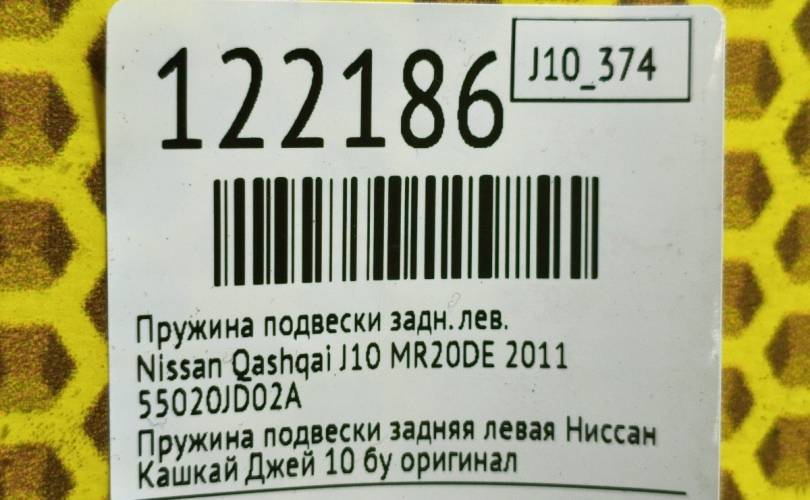 122186
J10_374
Пружина подвески задн. лев.
Nissan Qashqai J10 MR20DE 2011
55020JD02A
Пружина подвески задняя левая Ниссан
Кашкай Джей 10 бу оригинал